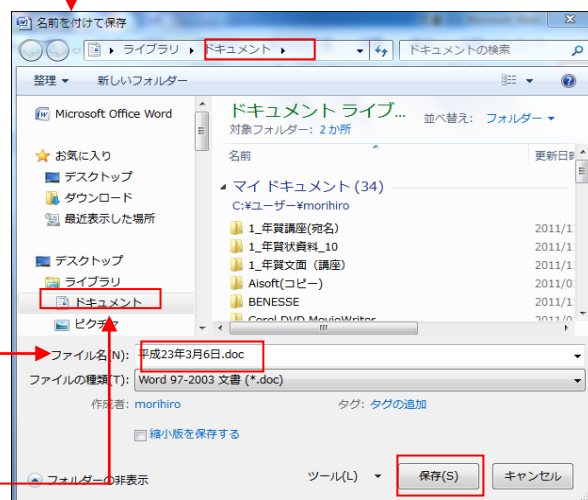 名前を付けて保存
ライブラリ ドキュメント ドキュメントの検索
整理 新しいフォルダー
Microsoft Office Word
お気に入り
デスクトップ
ダウンロード
最近表示した場所
デスクトップ
ライブラリ
ドキュメント
ピクチャ
ドキュメント ライブ... 並べ替え: フォルダー
対象フォルダー: 2か所
名前 更新日時
マイ ドキュメント (34)
C:¥ユーザー¥morihiro
1_年賀講座(宛名) 2011/1
1_年賀状資料_10 2011/1
1_年賀文面（講座） 2011/1
Aisoft(コピー) 2011/0
BENESSE 2011/1
Corel DVD MovieWriter 2011/0
ファイル名(N): 平成23年3月6日.doc
ファイルの種類(T): Word 97-2003 文書 (*.doc)
作成者: morihiro タグ: タグの追加
縮小版を保存する
フォルダーの非表示 ツール(L) 保存(S) キャンセル